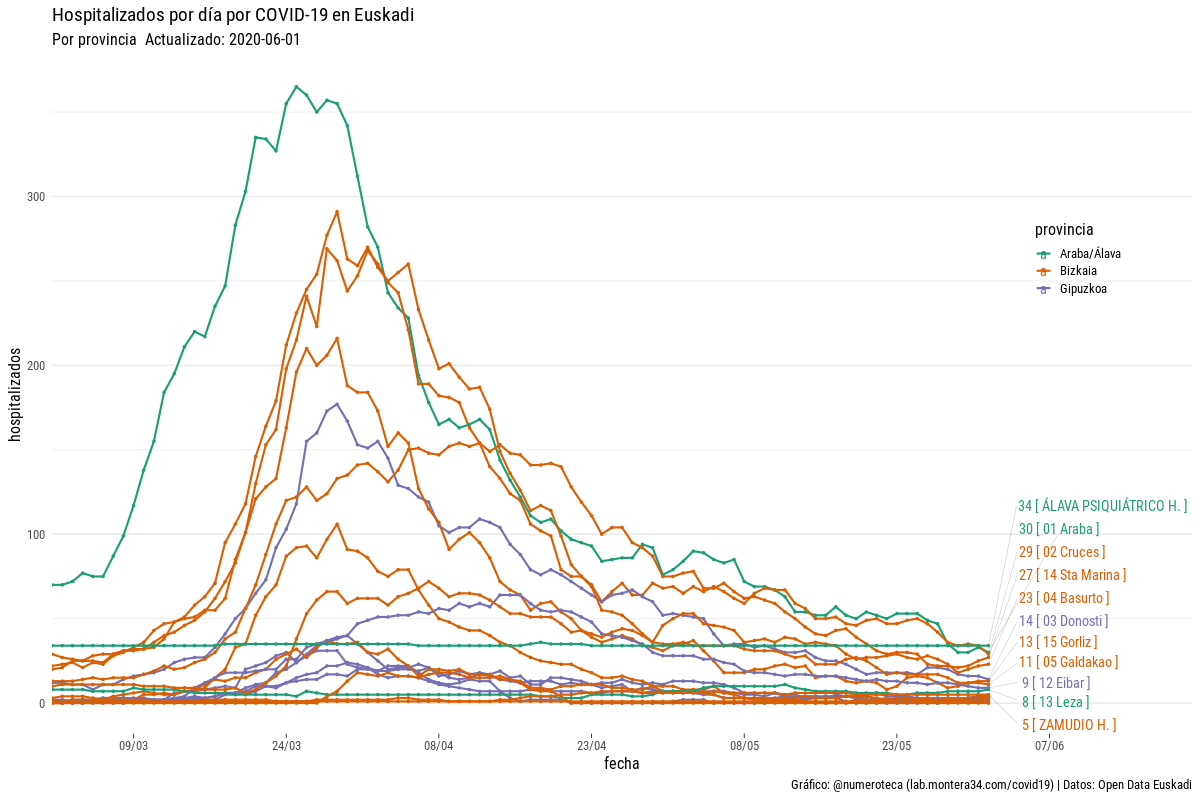 Hospitalizados por día por COVID-19 en Euskadi
Por provincia  Actualizado: 2020-06-01
hospitalizados
300
200
100
0
provincia
Araba/Álava
Bizkaia
Gipuzkoa
34 [ ÁLAVA PSIQUIÁTRICO H. ]
30 [ 01 Araba ]
29 [ 02 Cruces ]
27 [ 14 Sta Marina ]
23 [ 04 Basurto ]
14 [ 03 Donosti ]
13 [ 15 Gorliz ]
11 [ 05 Galdakao ]
9 [ 12 Eibar ]
8 [ 13 Leza ]
5 [ ZAMUDIO H. ]
09/03 24/03 08/04 23/04 08/05 23/05 07/06
fecha
Gráfico: @numeroteca (lab.montera34.com/covid19) | Datos: Open Data Euskadi